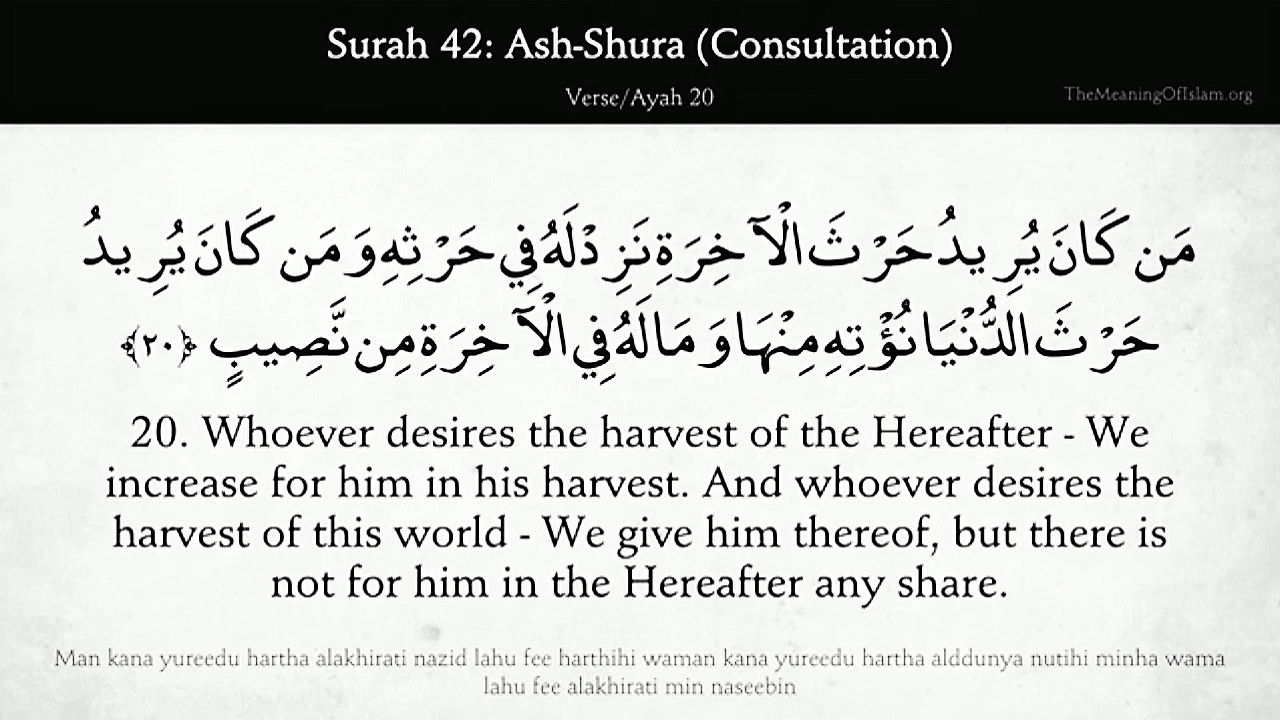 Surah 42: Ash-Shura (Consultation)
Verse/Ayah 20
TheMeaningOfIslam.org
مَن كَانَ يُرِيدُ حَرْثَ الْآخِرَةِ نَزِدْ لَهُ فِي حَرْثِهِ وَمَن كَانَ يُرِيدُ
حَرْثَ الدُّنْيَا نُؤْتِهِ مِنْهَا وَمَا لَهُ فِي الْآخِرَةِ مِن نَّصِيبٍ ﴿٢٠﴾
20. Whoever desires the harvest of the Hereafter - We
increase for him in his harvest. And whoever desires the
harvest of this world - We give him thereof, but there is
not for him in the Hereafter any share.
Man kana yureedu hartha alakhirati nazid lahu fee harthihi waman kana yureedu hartha alddunya nutihi minha wama
lahu fee alakhirati min naseebin